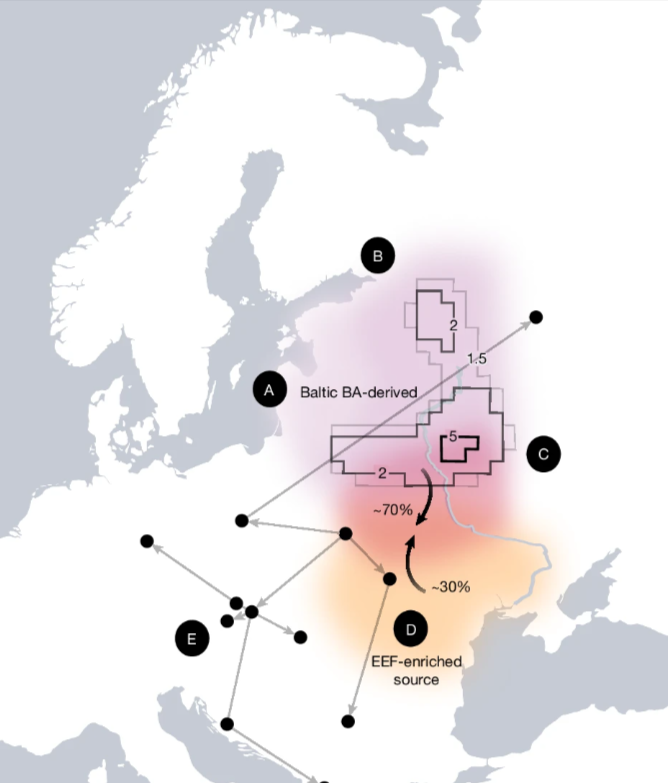 B
2
1.5
A
Baltic BA-derived
5
C
2
~70%
~30%
D
E
EEF-enriched
source